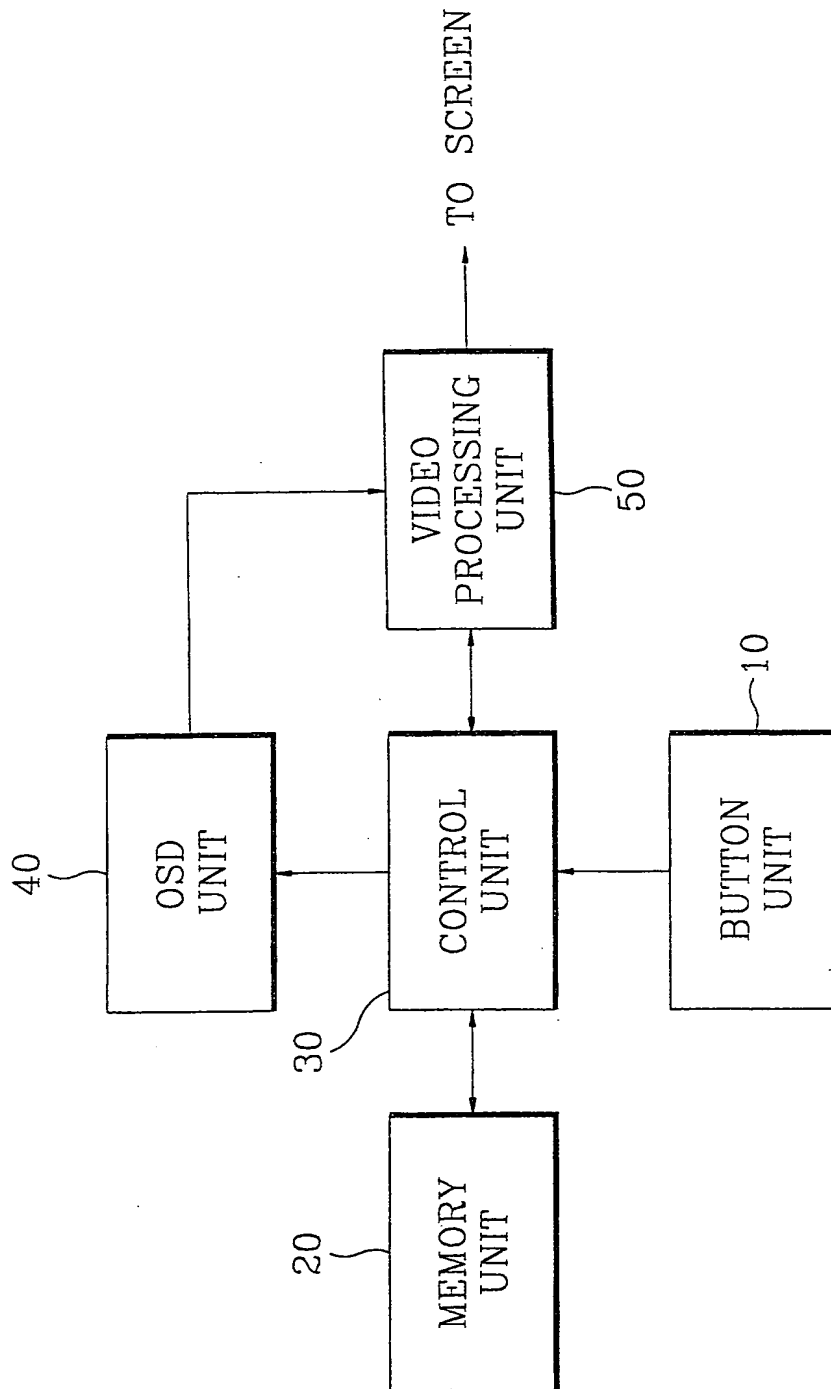 40
OSD
UNIT
20
MEMORY
UNIT
30
CONTROL
UNIT
VIDEO
PROCESSING
UNIT
50
TO SCREEN
BUTTON
UNIT
10